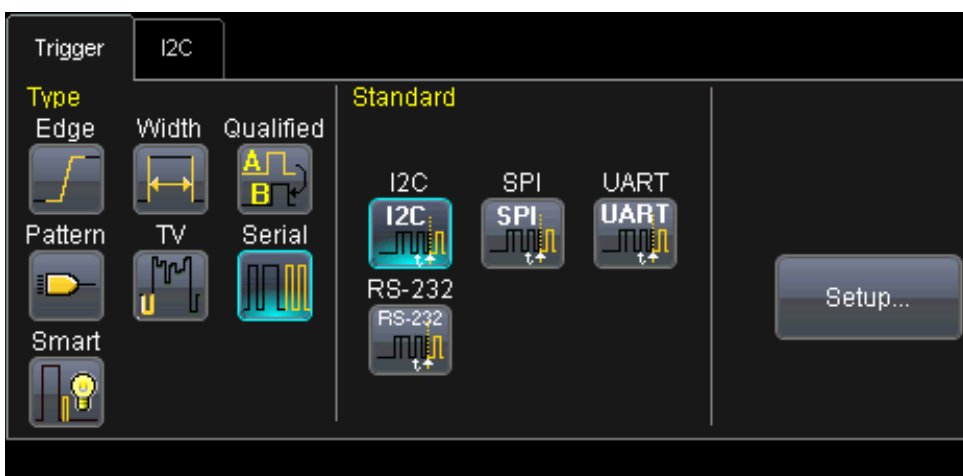 Trigger
I2C
Type
Edge
Width
Qualified
A
B
Pattern
TV
Serial
U
Smart
Standard
I2C
SPI
UART
I2C
t
SPI
t
UART
t
RS-232
RS-232
t
Setup...